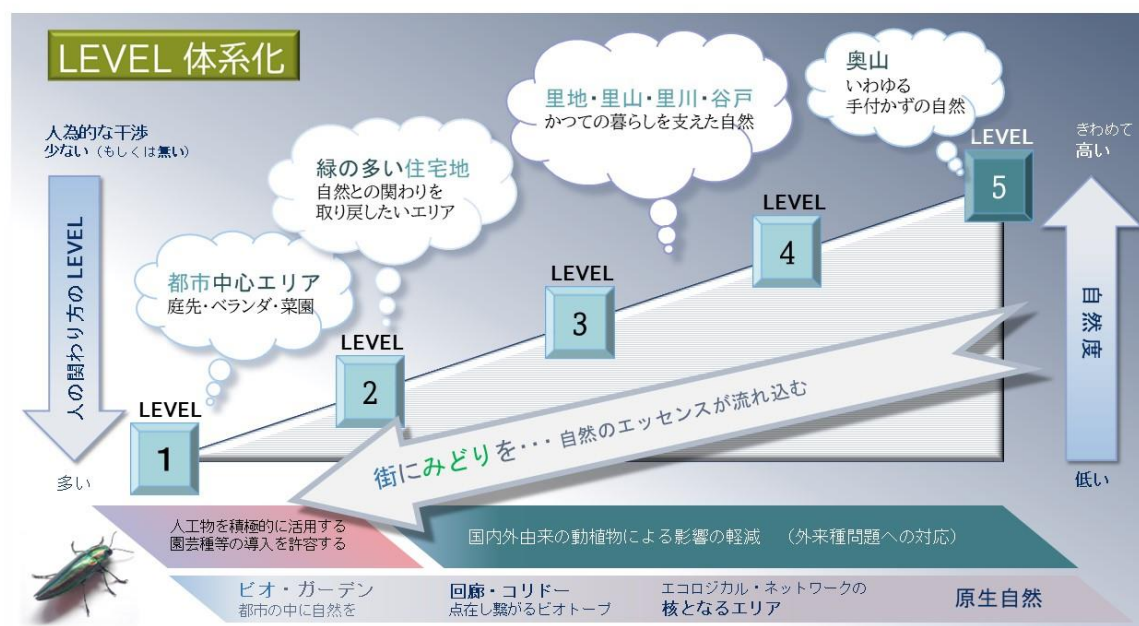 LEVEL 体系化
人為的な干渉
少ない（もしくは無い）
人の関わり方の LEVEL
多い
都市中心エリア
庭先・ベランダ・菜園
緑の多い住宅地
自然との関わりを
取り戻したいエリア
里地・里山・里川・谷戸
かつての暮らしを支えた自然
奥山
いわゆる
手付かずの自然
LEVEL
1
LEVEL
2
LEVEL
3
LEVEL
4
LEVEL
5
きわめて
高い
自然度
低い
街にみどりを・・・自然のエッセンスが流れ込む
人工物を積極的に活用する
園芸種等の導入を許容する
国内外由来の動植物による影響の軽減　（外来種問題への対応）
ビオ・ガーデン
都市の中に自然を
回廊・コリドー
点在し繋がるビオトープ
エコロジカル・ネットワークの
核となるエリア
原生自然